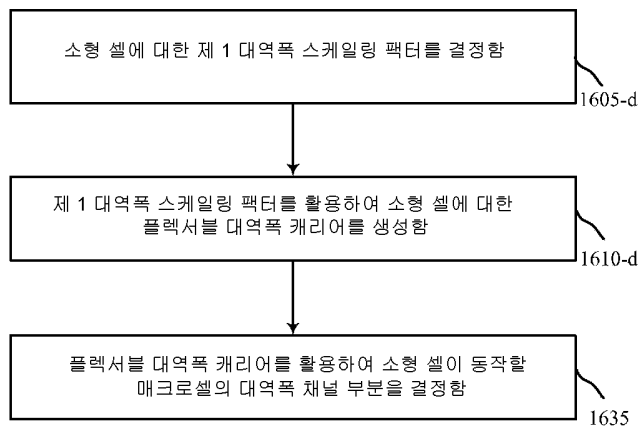 소형 셀에 대한 제 1 대역폭 스케일링 팩터를 결정함
1605-d
제 1 대역폭 스케일링 팩터를 활용하여 소형 셀에 대한
플렉서블 대역폭 캐리어를 생성함
1610-d
플렉서블 대역폭 캐리어를 활용하여 소형 셀이 동작할
매크로셀의 대역폭 채널 부분을 결정함
1635